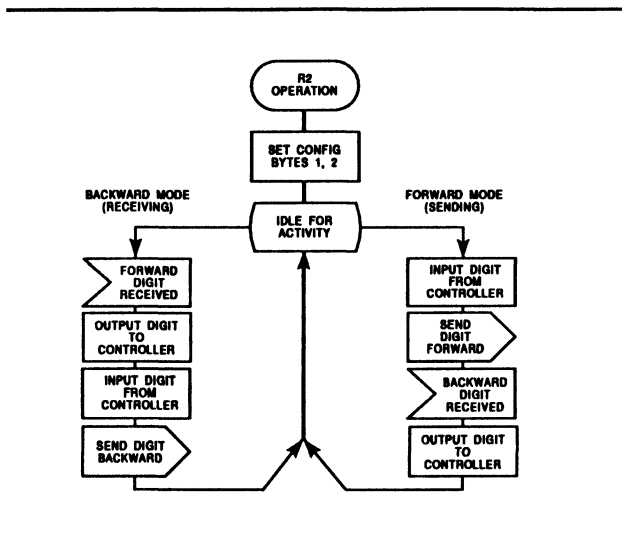 R2
OPERATION
SET CONFIG
BYTES 1, 2
IDLE FOR
ACTIVITY
BACKWARD MODE
(RECEIVING)
FORWARD
DIGIT
RECEIVED
OUTPUT DIGIT
TO
CONTROLLER
INPUT DIGIT
FROM
CONTROLLER
SEND DIGIT
BACKWARD
FORWARD MODE
(SENDING)
INPUT DIGIT
FROM
CONTROLLER
SEND
DIGIT
FORWARD
BACKWARD
DIGIT
RECEIVED
OUTPUT DIGIT
TO
CONTROLLER